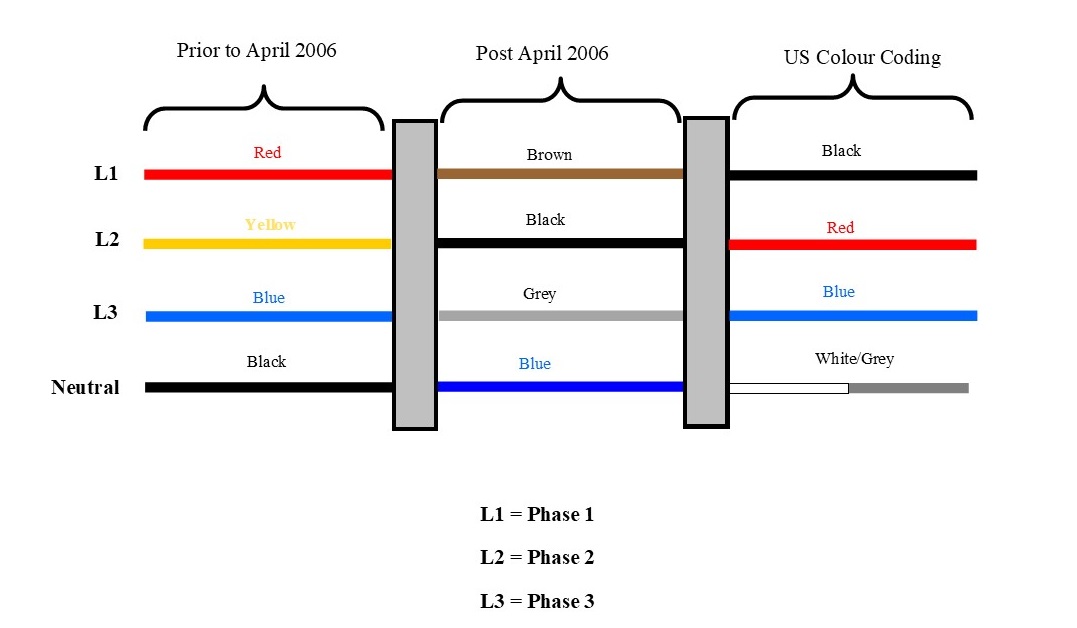 Prior to April 2006
Post April 2006
US Colour Coding
L1
Red
Brown
Black
L2
Yellow
Black
Red
L3
Blue
Grey
Blue
Neutral
Black
Blue
White/Grey
L1 = Phase 1
L2 = Phase 2
L3 = Phase 3